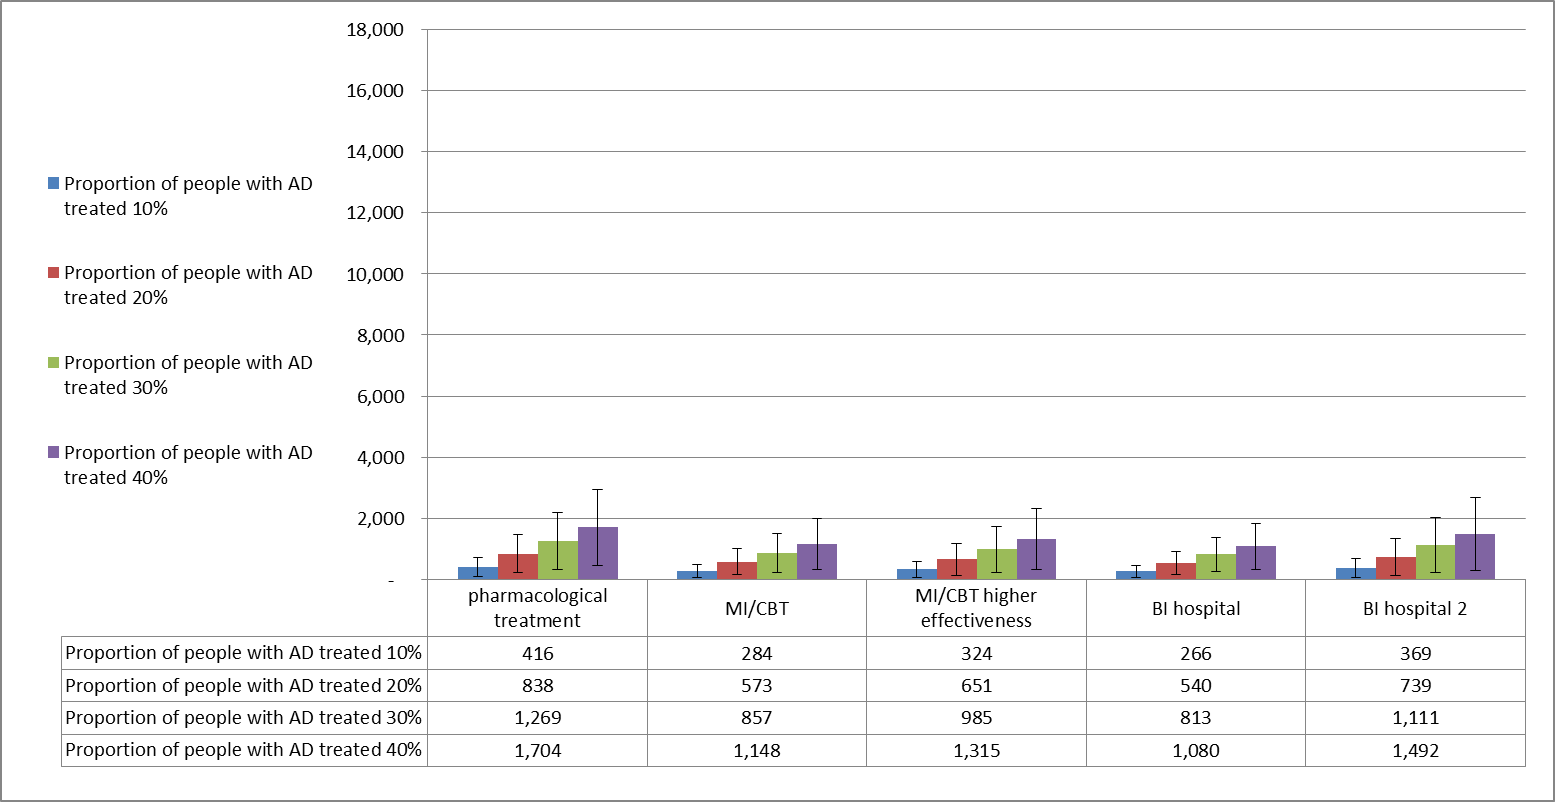 18,000
16,000
14,000
12,000
10,000
8,000
6,000
4,000
2,000
-
Proportion of people with AD
treated 10%
Proportion of people with AD
treated 20%
Proportion of people with AD
treated 30%
Proportion of people with AD
treated 40%
pharmacological
treatment
MI/CBT
MI/CBT higher
effectiveness
BI hospital
BI hospital 2
Proportion of people with AD treated 10% 416 284 324 266 369
Proportion of people with AD treated 20% 838 573 651 540 739
Proportion of people with AD treated 30% 1,269 857 985 813 1,111
Proportion of people with AD treated 40% 1,704 1,148 1,315 1,080 1,492